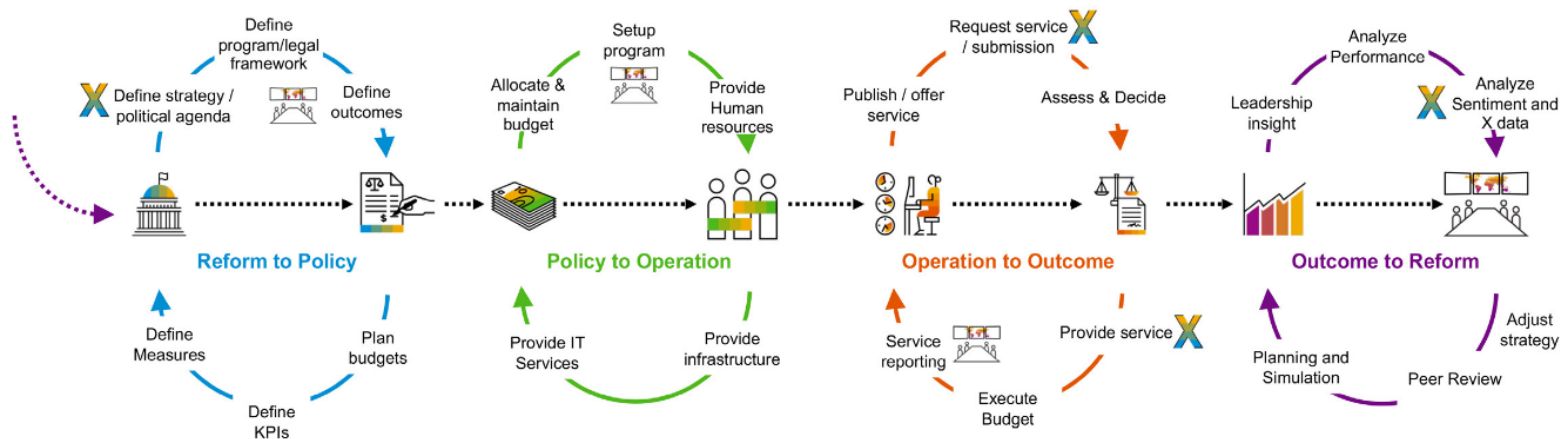 Define
program/legal
framework
Define strategy /
political agenda
Define
outcomes
Reform to Policy
Define
Measures
Plan
budgets
Define
KPIs
Setup
program
Allocate &
maintain
budget
Provide
Human
resources
Policy to Operation
Provide IT
Services
Provide
infrastructure
Request service
/ submission
X
Publish / offer
service
Assess & Decide
Operation to Outcome
Service
reporting
Provide service
X
Execute
Budget
Analyze
Performance
Leadership
insight
X
Analyze
Sentiment and
X data
Outcome to Reform
Planning and
Simulation
Adjust
strategy
Peer Review
X
$